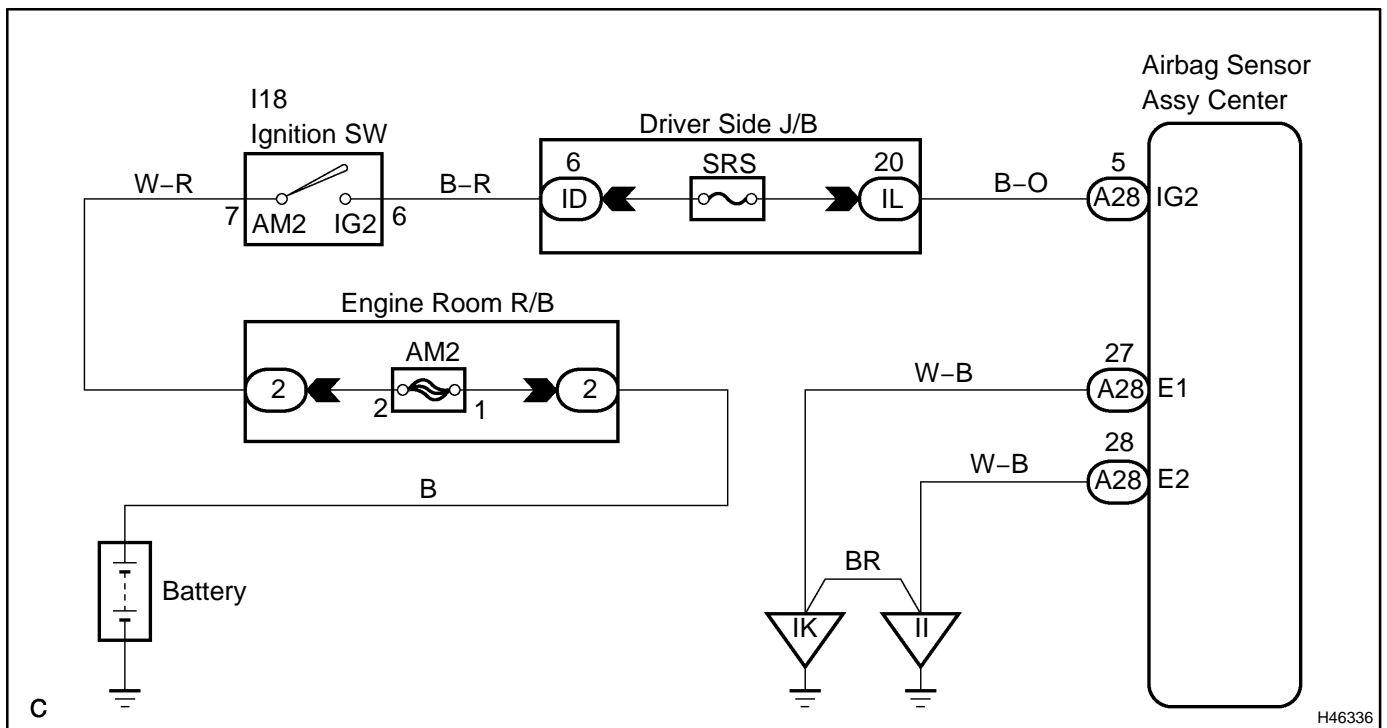 Airbag Sensor
Assy Center
I18
Ignition SW
Driver Side J/B
W–R
7
AM2
IG2
6
B–R
6
ID
SRS
20
IL
B–O
5
A28
IG2
Engine Room R/B
AM2
2
2
1
2
27
W–B
A28
E1
28
W–B
A28
E2
B
Battery
BR
IK
II
C
H46336